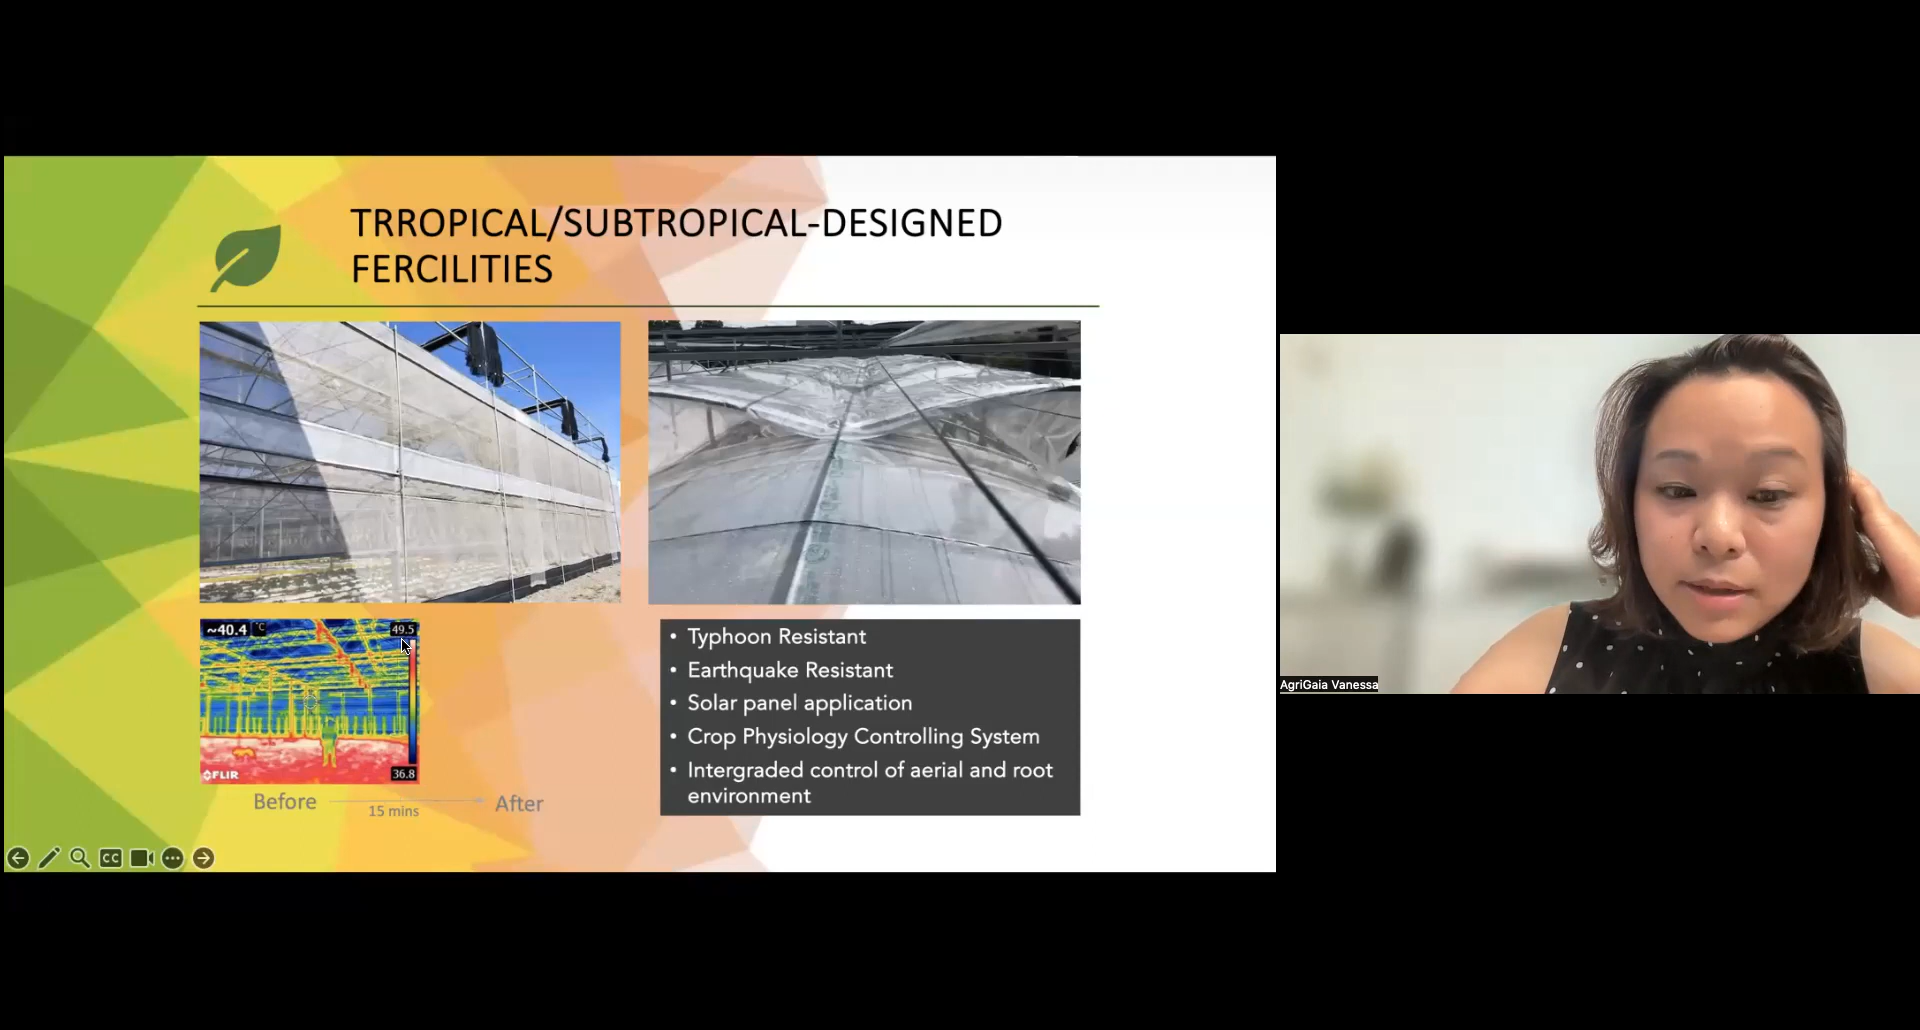 TRROPICAL/SUBTROPICAL-DESIGNED
FERCILITIES
~40.4 °C
49.5
36.8
FLIR
Before
15 mins
After
• Typhoon Resistant
• Earthquake Resistant
• Solar panel application
• Crop Physiology Controlling System
• Intergraded control of aerial and root
environment
CC
AgriGaia Vanessa